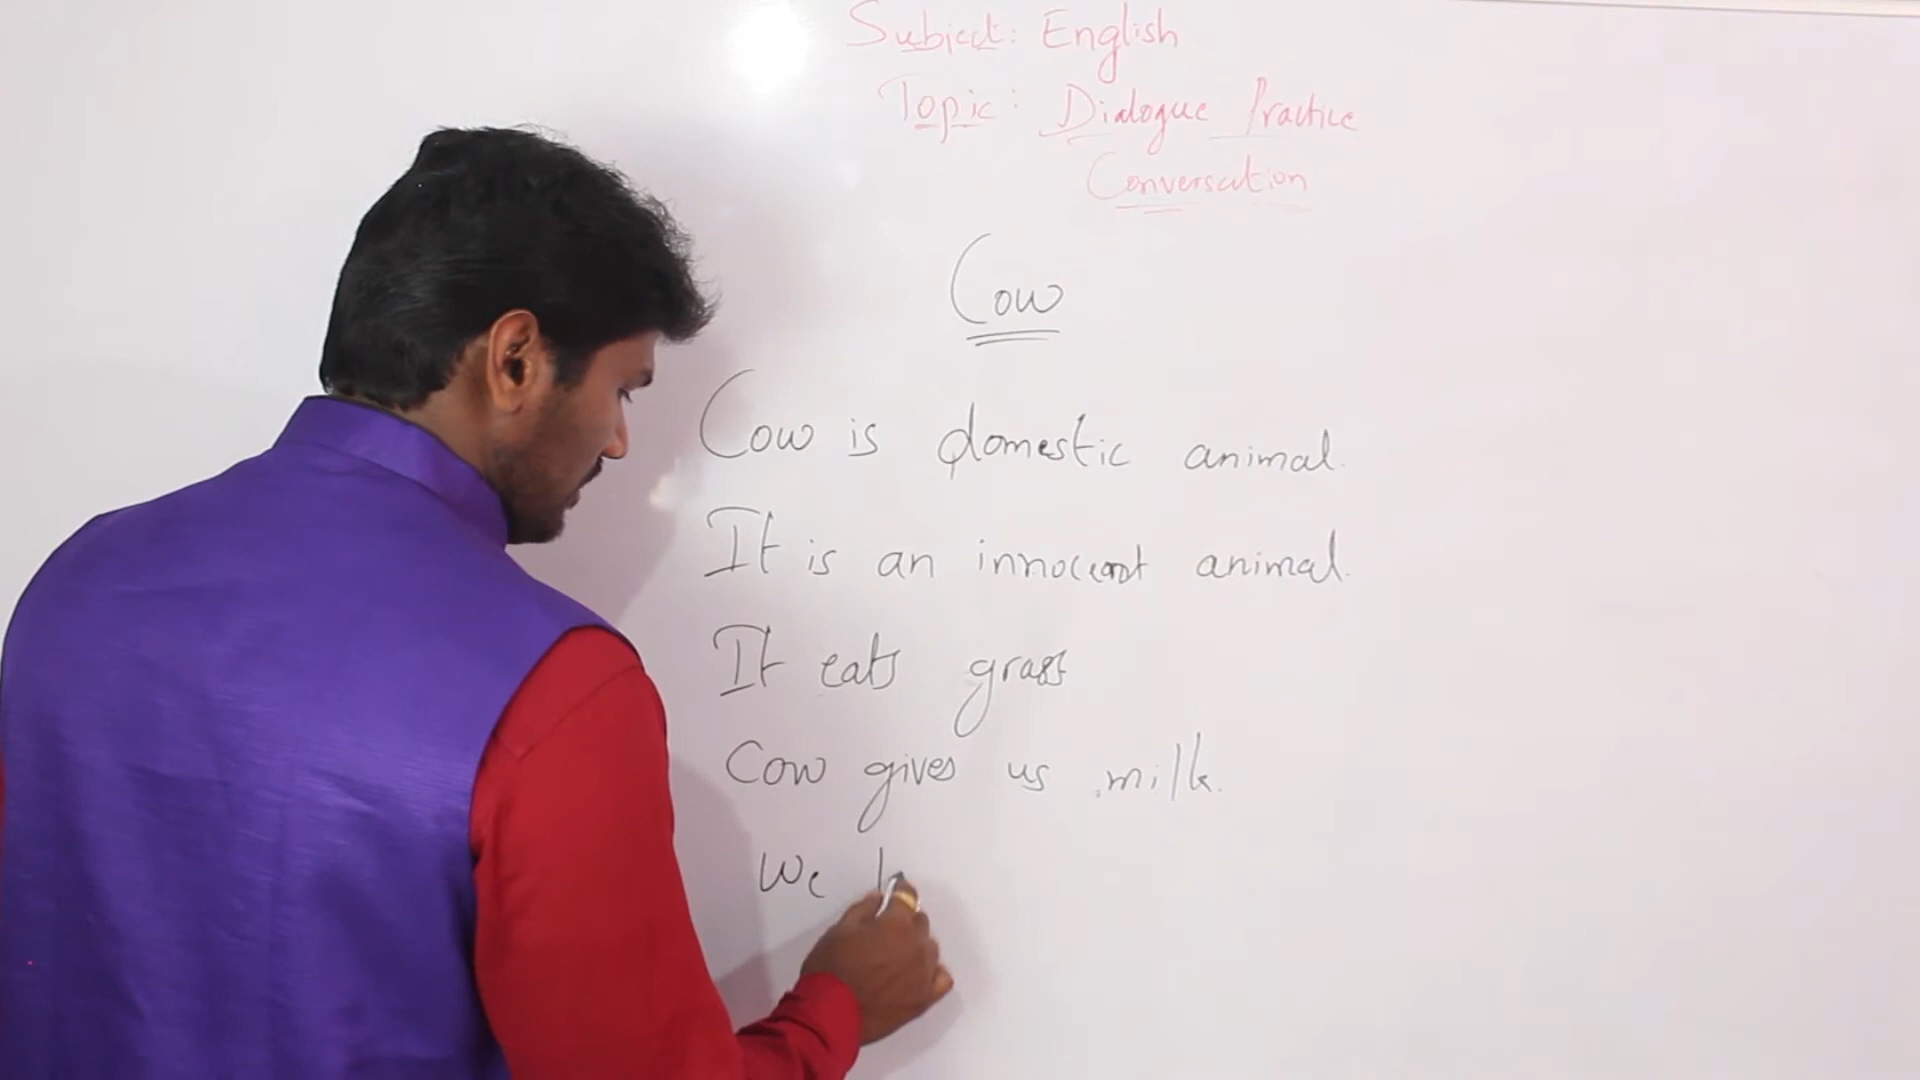 Subject: English
Topic: Dialogue Practice
Conversation
Cow
Cow is domestic animal.
It is an innocent animal.
It eats grass
Cow gives us milk.
We